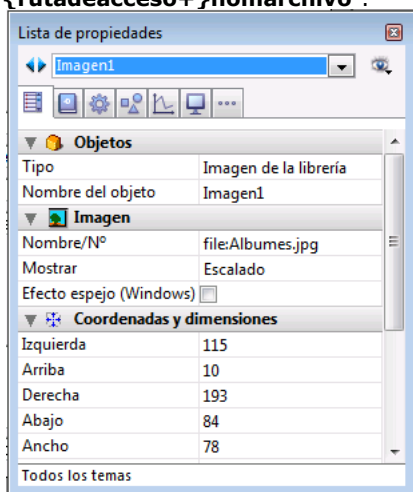 {rutadeacceso+}nomarchivo".
Lista de propiedades
Imagen1
Objetos
Tipo Imagen de la librería
Nombre del objeto Imagen1
Imagen
Nombre/Nº file:Albumes.jpg
Mostrar Escalado
Efecto espejo (Windows)
Coordenadas y dimensiones
Izquierda 115
Arriba 10
Derecha 193
Abajo 84
Ancho 78
Todos los temas